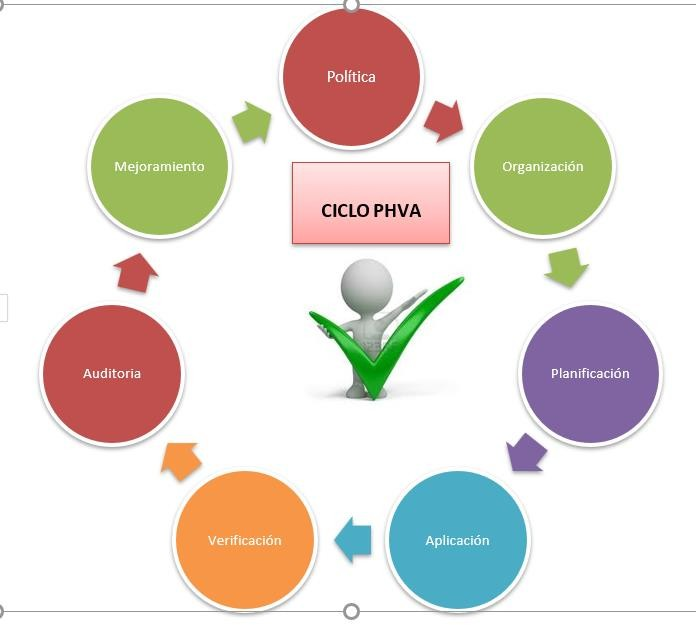 Política
Organización
Planificación
Aplicación
Verificación
Auditoria
Mejoramiento
CICLO PHVA